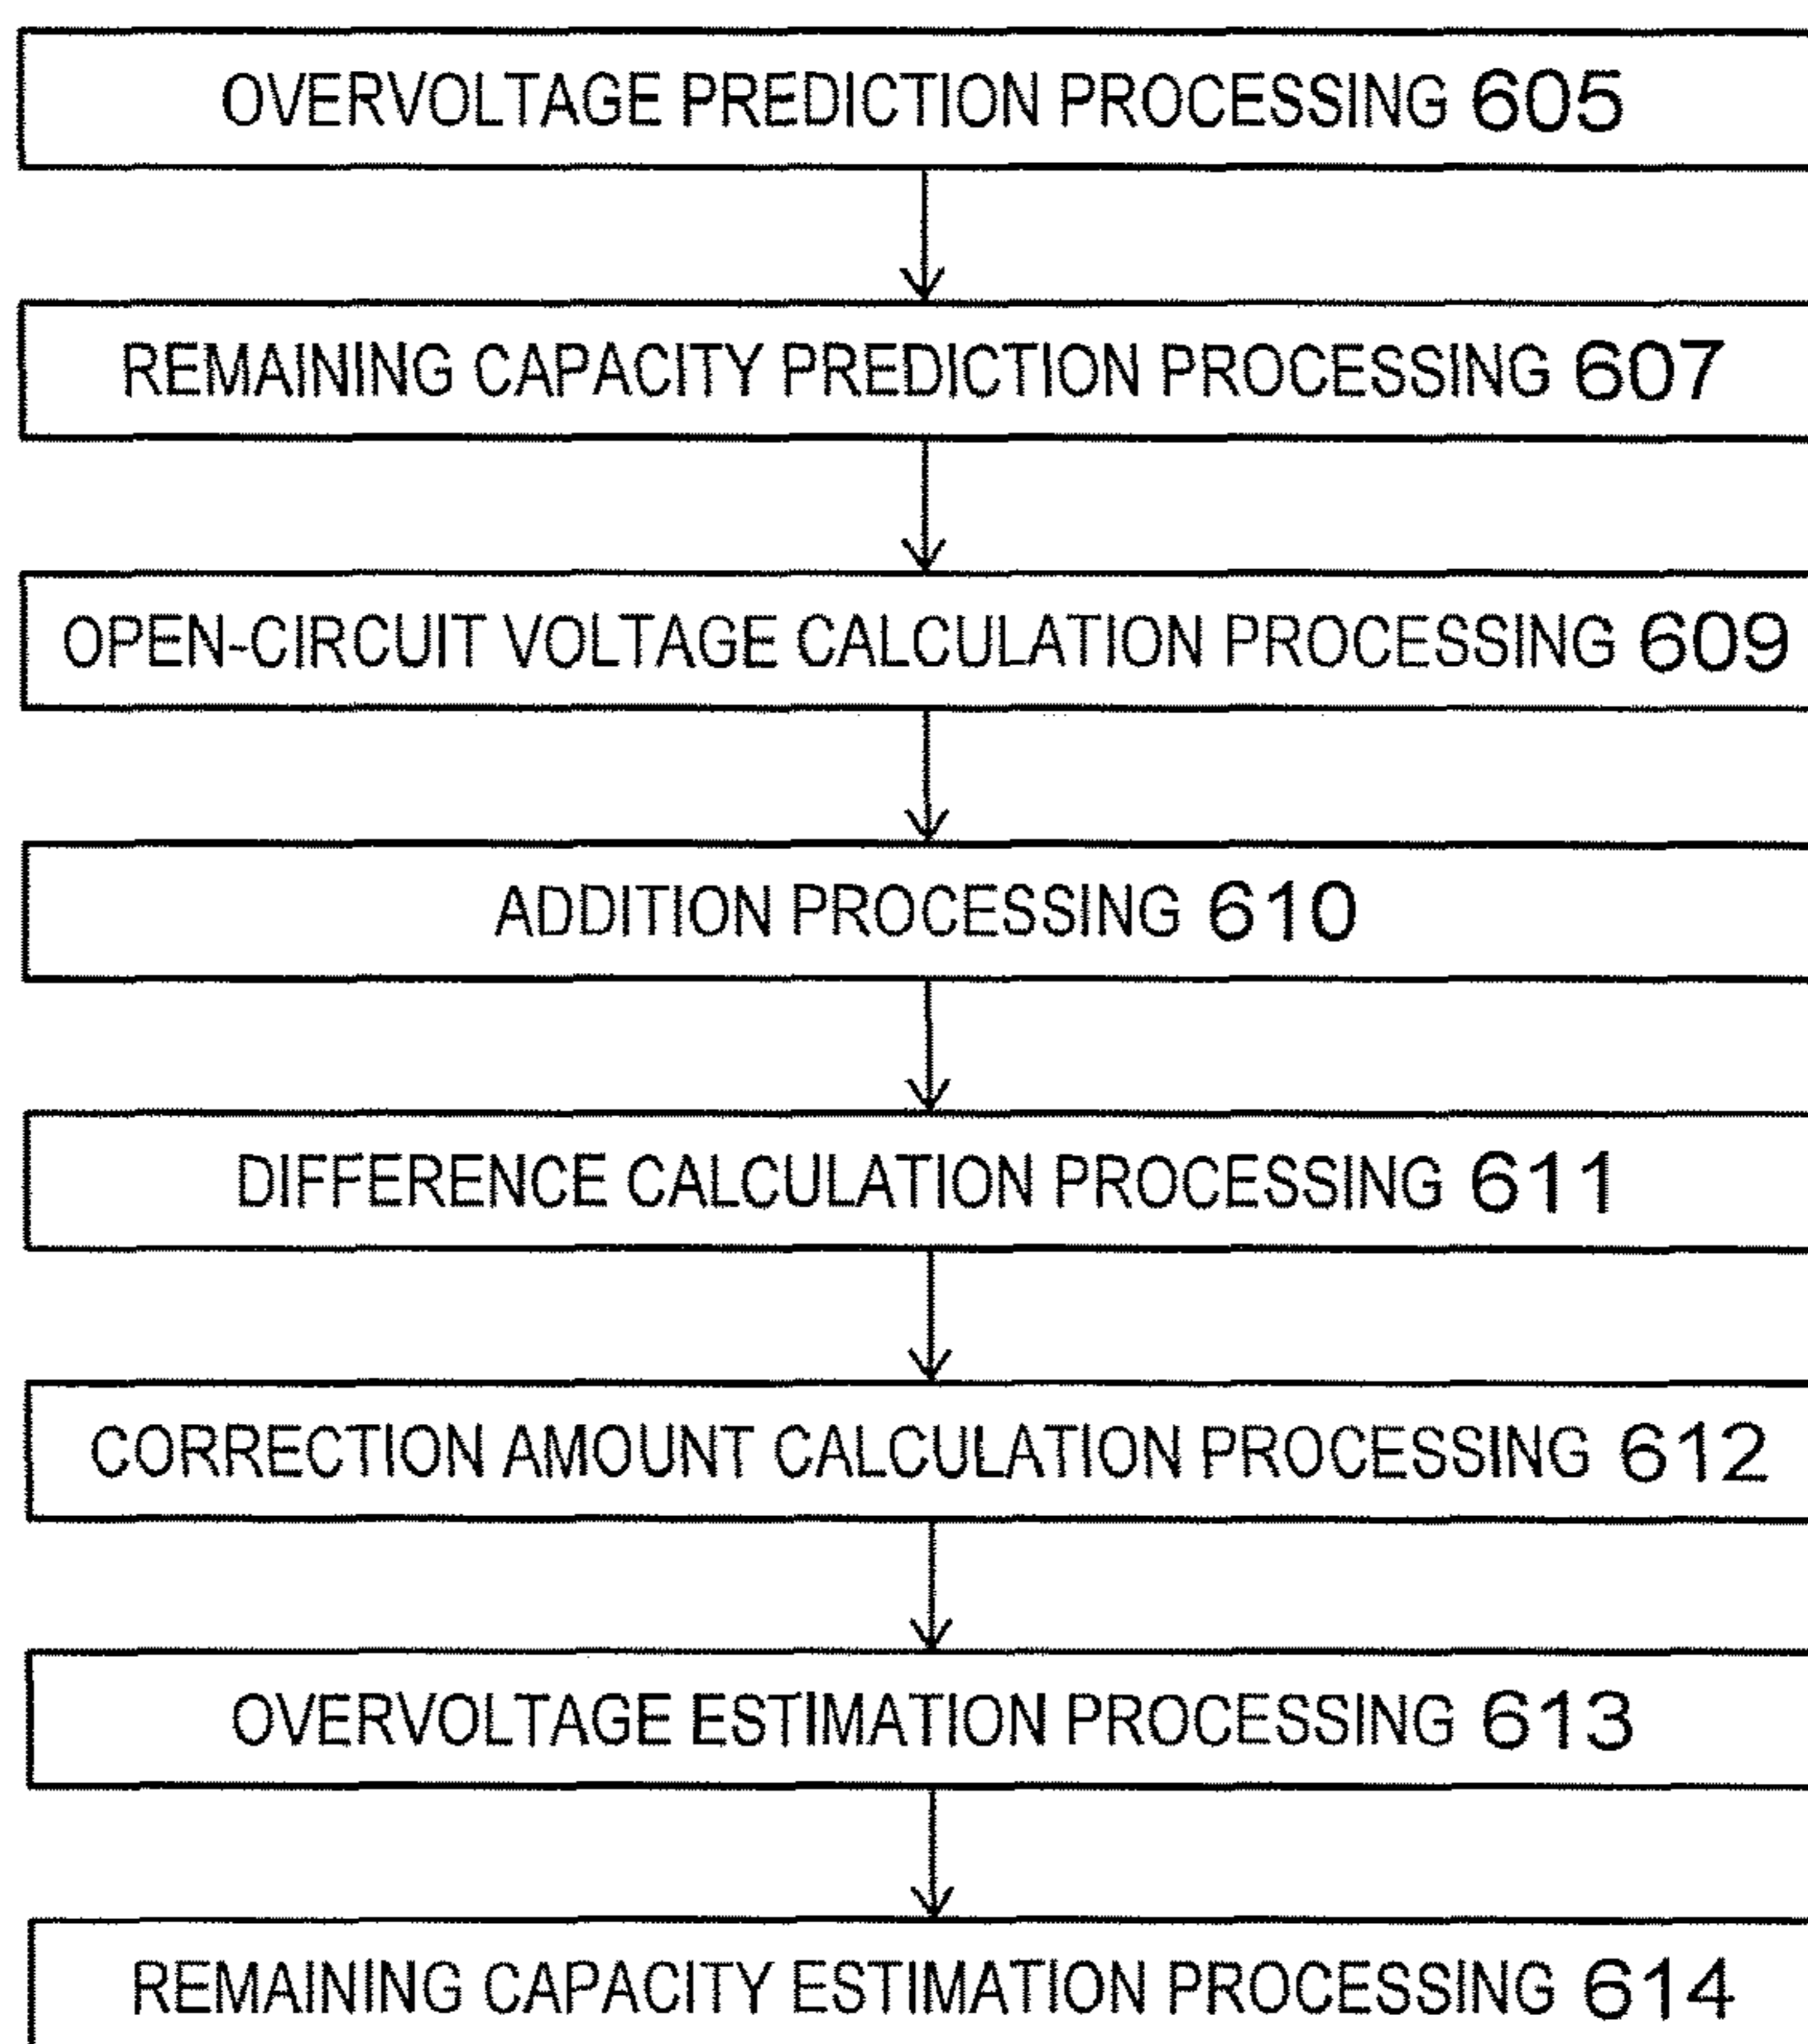 OVERVOLTAGE PREDICTION PROCESSING 605
REMAINING CAPACITY PREDICTION PROCESSING 607
OPEN-CIRCUIT VOLTAGE CALCULATION PROCESSING 609
ADDITION PROCESSING 610
DIFFERENCE CALCULATION PROCESSING 611
CORRECTION AMOUNT CALCULATION PROCESSING 612
OVERVOLTAGE ESTIMATION PROCESSING 613
REMAINING CAPACITY ESTIMATION PROCESSING 614